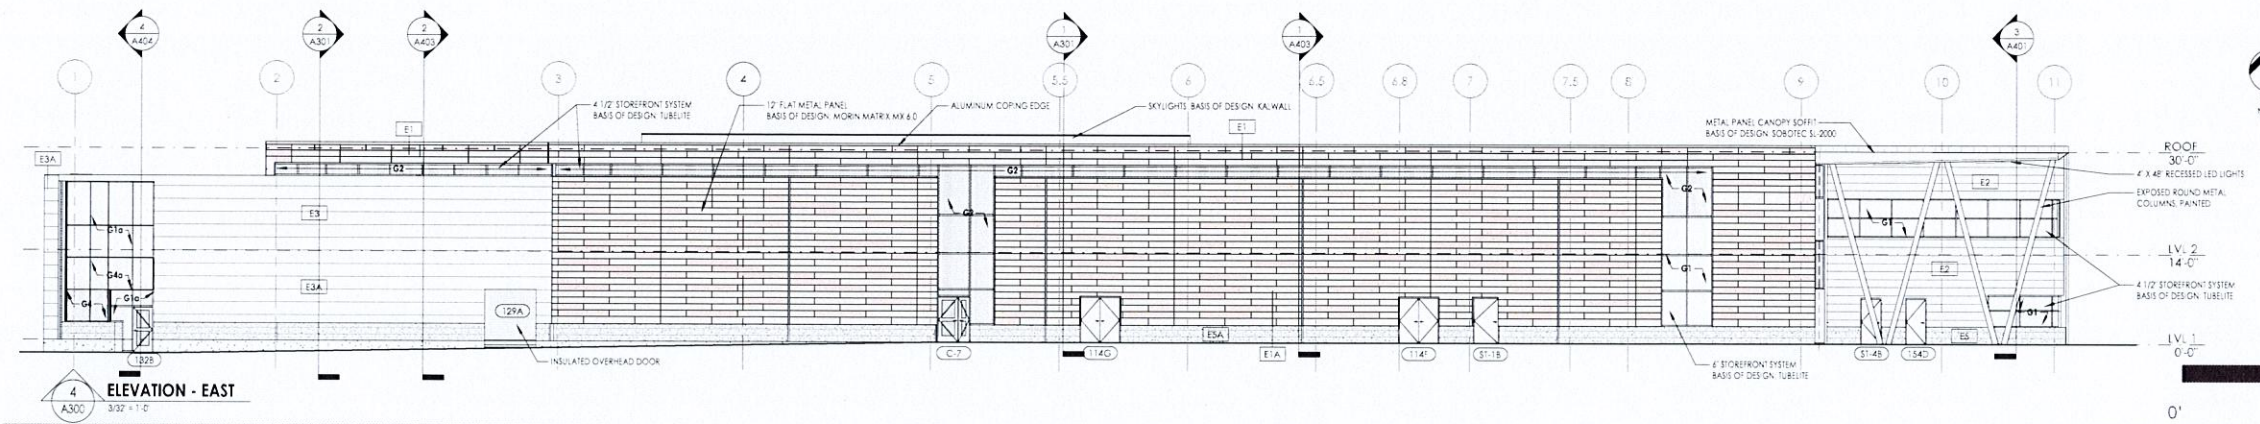 4
A404
2
A301
2
A403
1
A301
1
A403
3
A401
1
2
3
4
5
5.5
6
6.5
6.8
7
7.5
8
9
10
11
4 1/2" STOREFRONT SYSTEM
BASIS OF DESIGN: TUBELITE
12" FLAT METAL PANEL
BASIS OF DESIGN: MORIN MATRIX MX 6.0
ALUMINUM COPING EDGE
SKYLIGHTS: BASIS OF DESIGN: KALWALL
METAL PANEL CANOPY SOFFIT
BASIS OF DESIGN: SOBOTEC SL-2000
E1
E1
E3A
G2
G2
G2
G2
E2
ROOF
30'-0"
4" X 48" RECESSED LED LIGHTS
EXPOSED ROUND METAL
COLUMNS, PAINTED
E3
G1a
G1
LVL 2
14'-0"
G4a
E3A
G1
E2
4 1/2" STOREFRONT SYSTEM
BASIS OF DESIGN: TUBELITE
G4
G1a
129A
G1
E5A
E5
LVL 1
0'-0"
132B
INSULATED OVERHEAD DOOR
C-7
114G
E1A
114F
ST-1B
ST-4B
154D
6" STOREFRONT SYSTEM
BASIS OF DESIGN: TUBELITE
4
A300
ELEVATION - EAST
3/32" = 1'-0"
0'